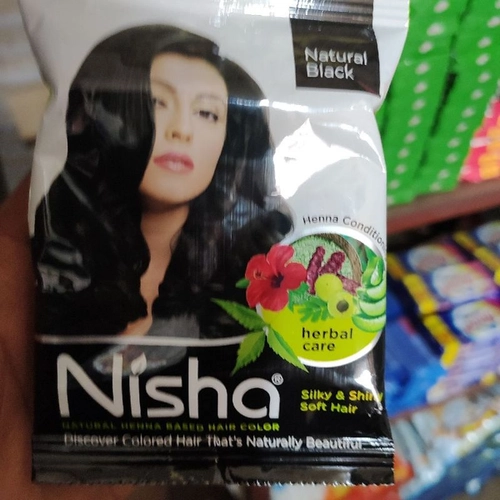 Natural
Black
Henna Condition
herbal
care
Nisha®
Silky & Shiny
Soft Hair
NATURAL HENNA BASED HAIR COLOR
Discover Colored Hair That's Naturally Beautiful